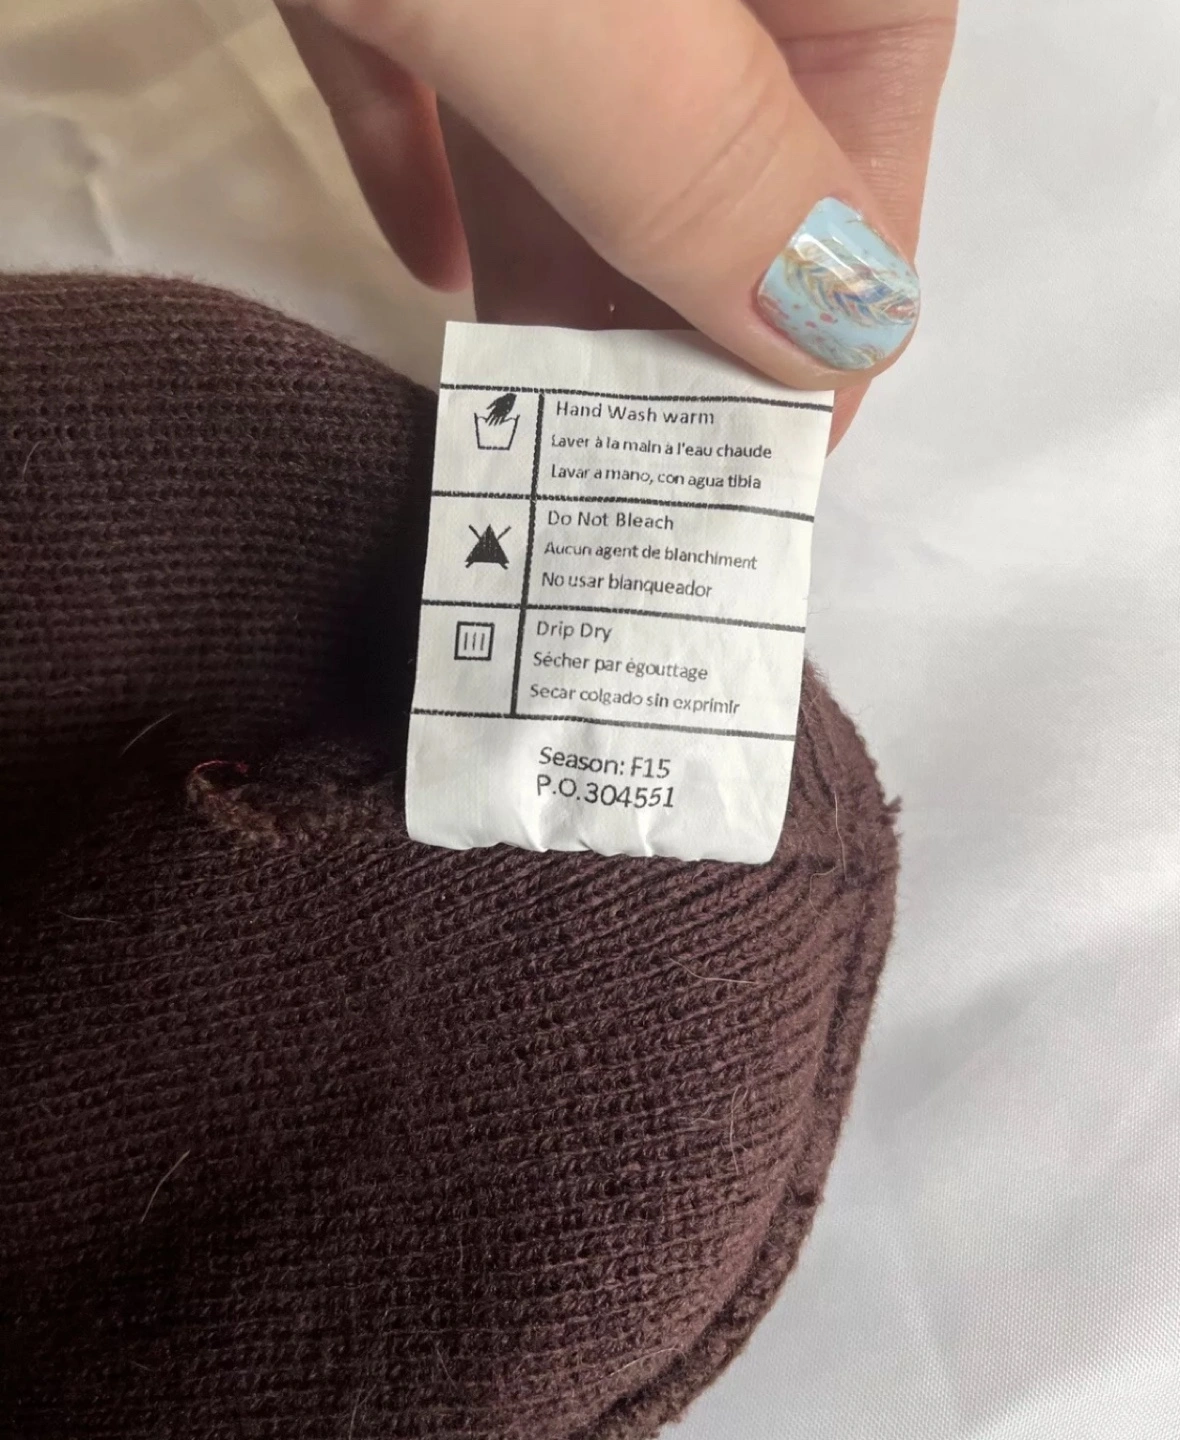 Hand Wash warm
Laver à la main à l'eau chaude
Lavar a mano, con agua tibia
Do Not Bleach
Aucun agent de blanchiment
No usar blanqueador
Drip Dry
Sécher par égouttage
Secar colgado sin exprimir
Season: F15
P.O.304551